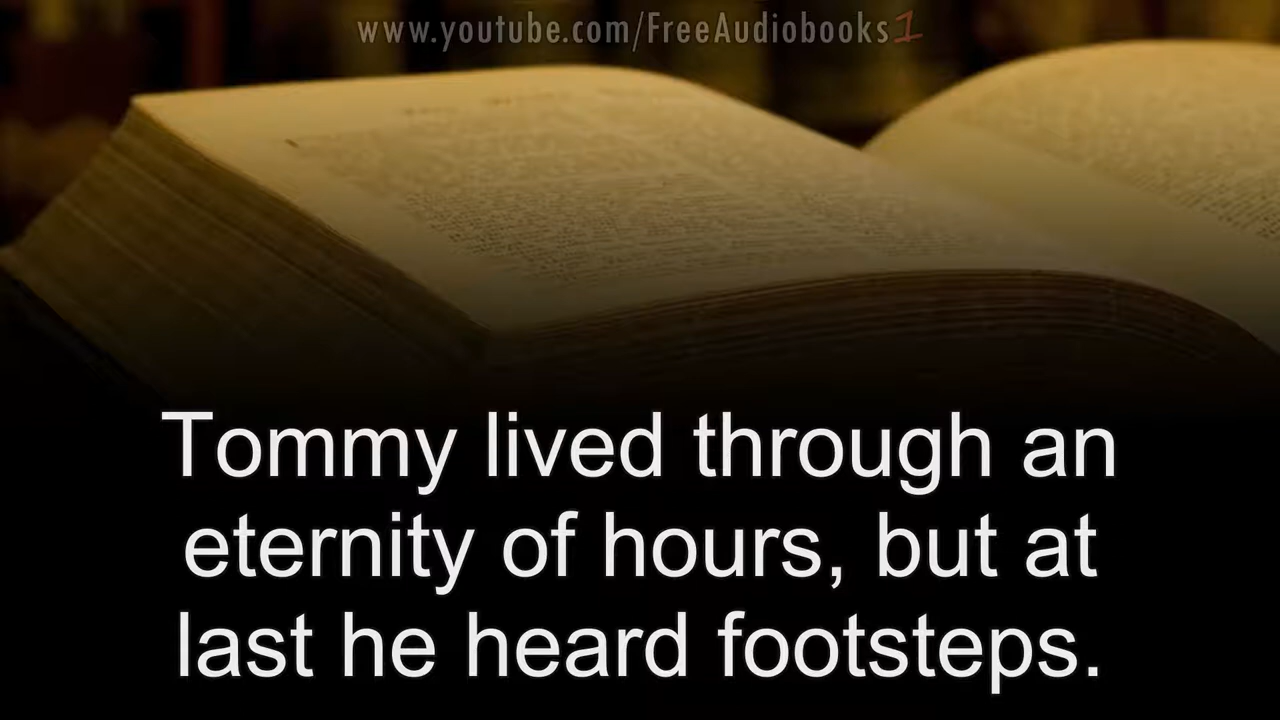 www.youtube.com/FreeAudiobooks1
Tommy lived through an
eternity of hours, but at
last he heard footsteps.